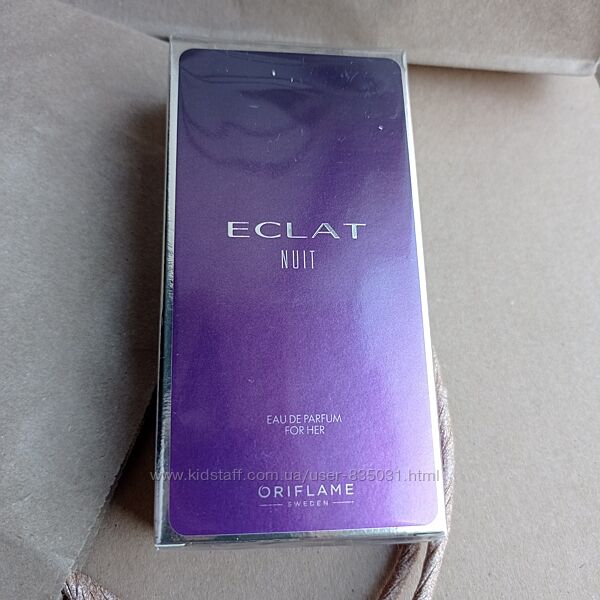 ECLAT
NUIT
EAU DE PARFUM
FOR HER
www.kidstaff.com.ua/user-835031.html
ORIFLAME
SWEDEN